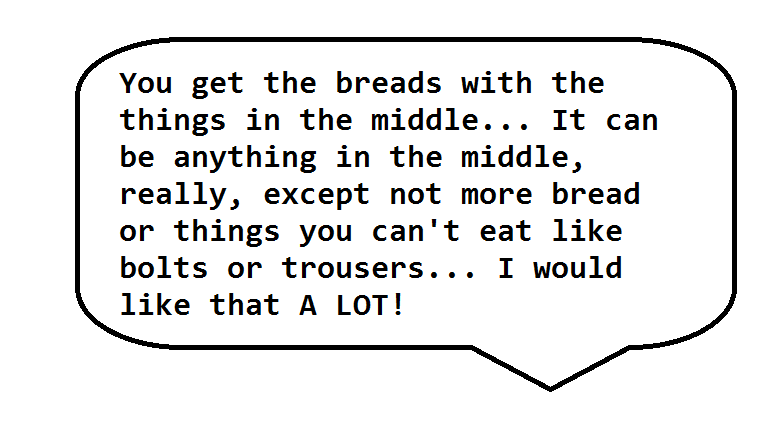 You get the breads with the
things in the middle... It can
be anything in the middle,
really, except not more bread
or things you can't eat like
bolts or trousers... I would
like that A LOT!